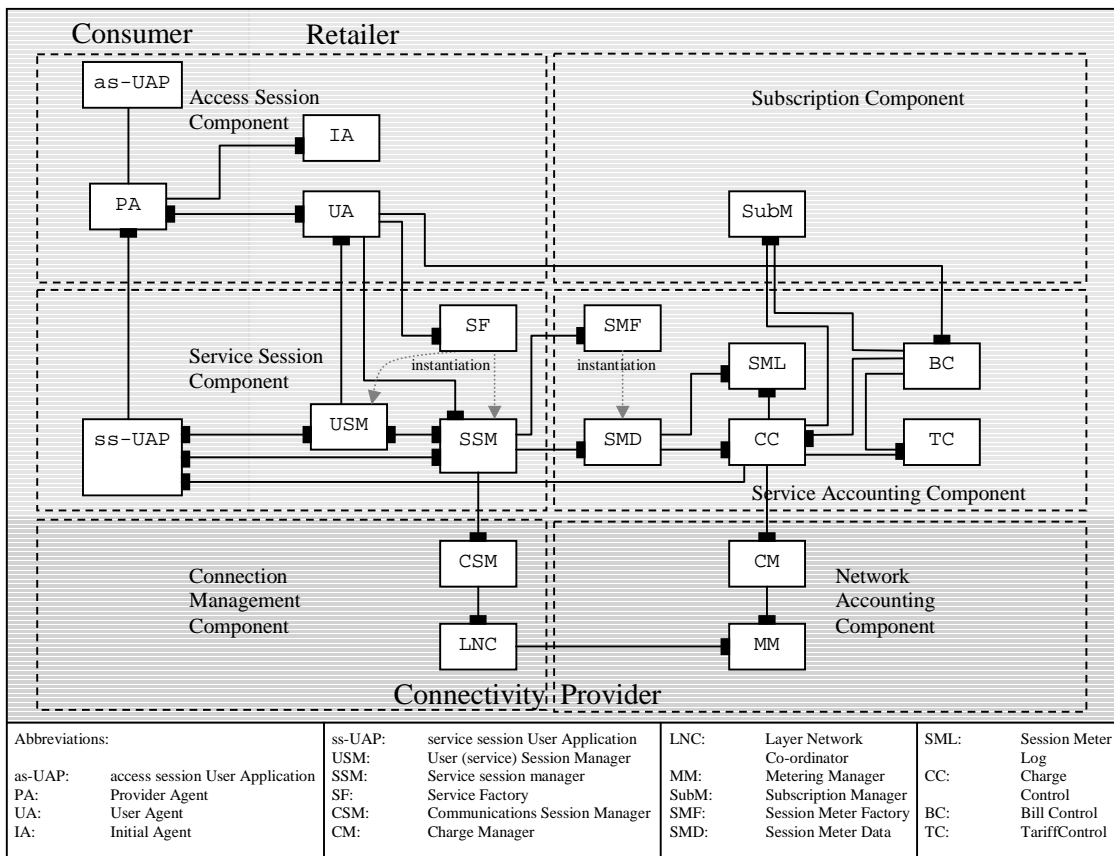 Consumer
Retailer
as-UAP
Access Session
Component
Subscription Component
IA
PA
UA
SubM
SF
SMF
Service Session
Component
instantiation
instantiation
SML
BC
USM
SSM
SMD
CC
TC
ss-UAP
Service Accounting Component
Connection
Management
Component
CSM
CM
Network
Accounting
Component
LNC
MM
Connectivity Provider
Abbreviations:
as-UAP: access session User Application
PA: Provider Agent
UA: User Agent
IA: Initial Agent
ss-UAP: service session User Application
USM: User (service) Session Manager
SSM: Service session manager
SF: Service Factory
CSM: Communications Session Manager
CM: Charge Manager
LNC: Layer Network
Co-ordinator
MM: Metering Manager
SubM: Subscription Manager
SMF: Session Meter Factory
SMD: Session Meter Data
SML: Session Meter
Log
CC: Charge
Control
BC: Bill Control
TC: TariffControl